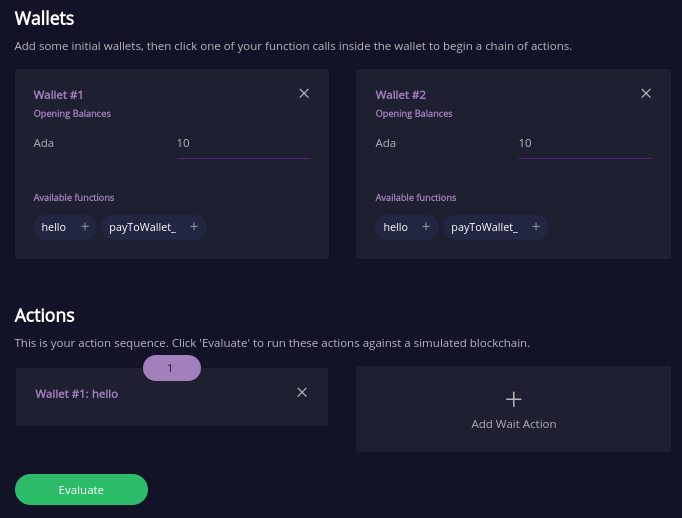 Wallets
Add some initial wallets, then click one of your function calls inside the wallet to begin a chain of actions.
Wallet #1
Opening Balances
Ada 10
Available functions
hello + payToWallet_ +
Wallet #2
Opening Balances
Ada 10
Available functions
hello + payToWallet_ +
Actions
This is your action sequence. Click 'Evaluate' to run these actions against a simulated blockchain.
1
Wallet #1: hello
Add Wait Action
Evaluate